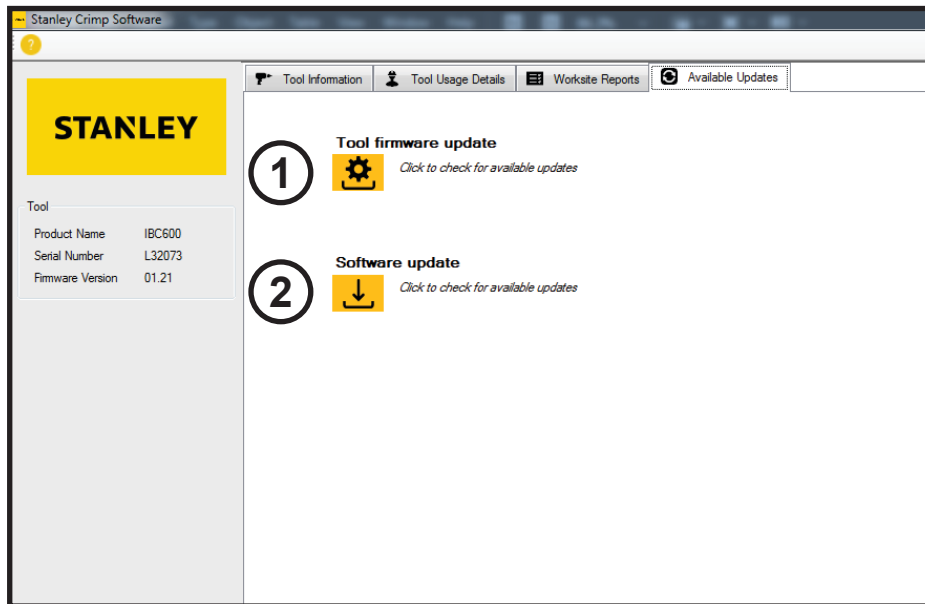 Stanley Crimp Software
?
Tool Information
Tool Usage Details
Worksite Reports
Available Updates
STANLEY
Tool
Product Name IBC600
Serial Number L32073
Firmware Version 01.21
1
Tool firmware update
Click to check for available updates
2
Software update
Click to check for available updates